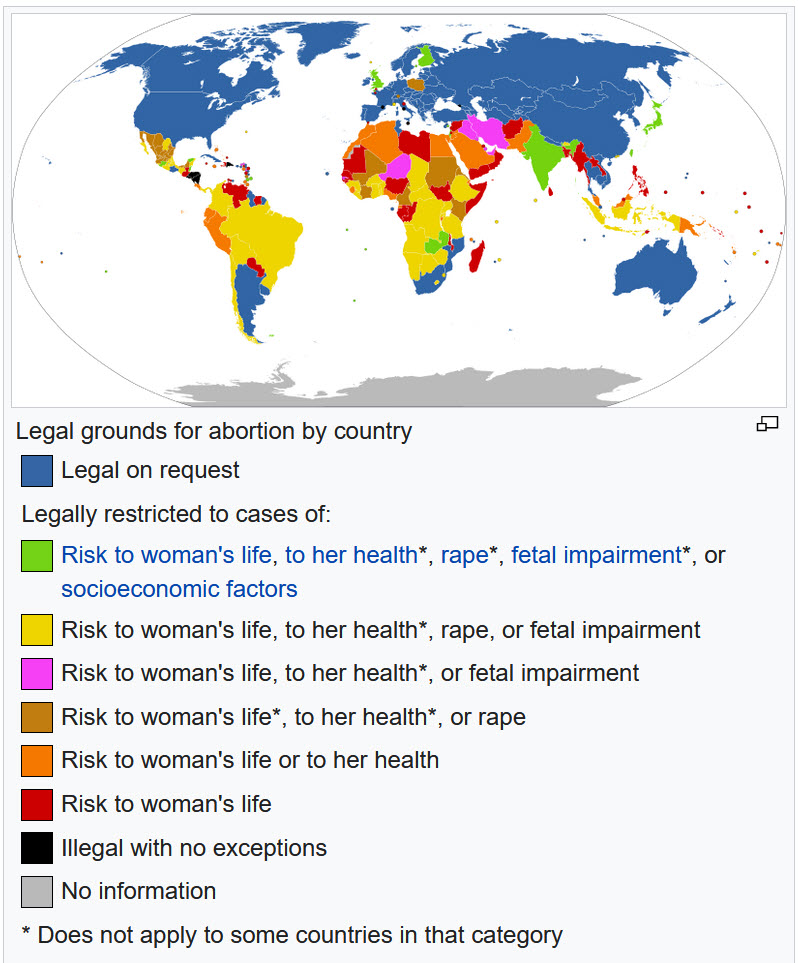 Legal grounds for abortion by country
Legal on request
Legally restricted to cases of:
Risk to woman's life, to her health*, rape*, fetal impairment*, or
socioeconomic factors
Risk to woman's life, to her health*, rape, or fetal impairment
Risk to woman's life, to her health*, or fetal impairment
Risk to woman's life*, to her health*, or rape
Risk to woman's life or to her health
Risk to woman's life
Illegal with no exceptions
No information
* Does not apply to some countries in that category